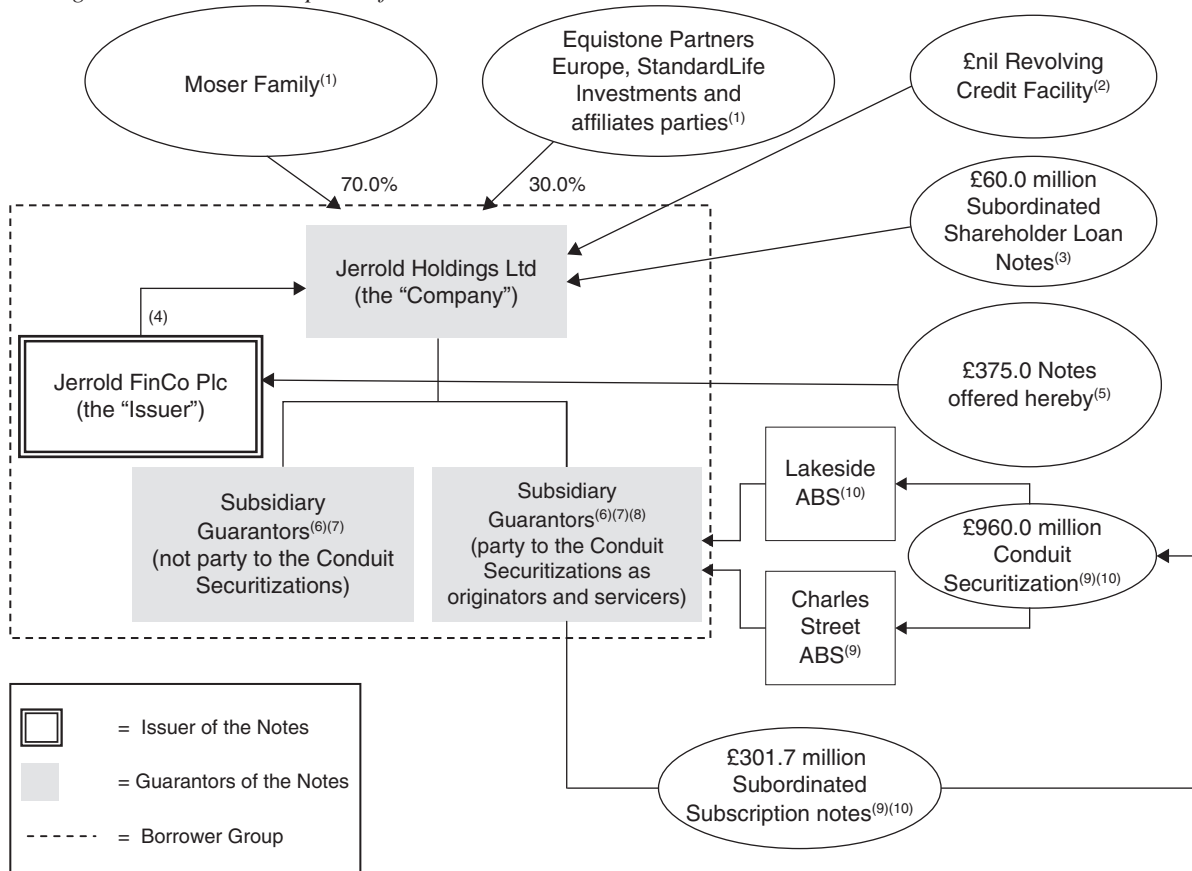 Moser Family(1)
Equistone Partners
Europe, StandardLife
Investments and
affiliates parties(1)
£nil Revolving
Credit Facility(2)
70.0%
30.0%
£60.0 million
Subordinated
Shareholder Loan
Notes(3)
Jerrold Holdings Ltd
(the “Company”)
(4)
Jerrold FinCo Plc
(the “Issuer”)
£375.0 Notes
offered hereby(5)
Subsidiary
Guarantors(6)(7)
(not party to the Conduit
Securitizations)
Subsidiary
Guarantors(6)(7)(8)
(party to the Conduit
Securitizations as
originators and servicers)
Lakeside
ABS(10)
£960.0 million
Conduit
Securitization(9)(10)
Charles
Street
ABS(9)
= Issuer of the Notes
= Guarantors of the Notes
= Borrower Group
£301.7 million
Subordinated
Subscription notes(9)(10)